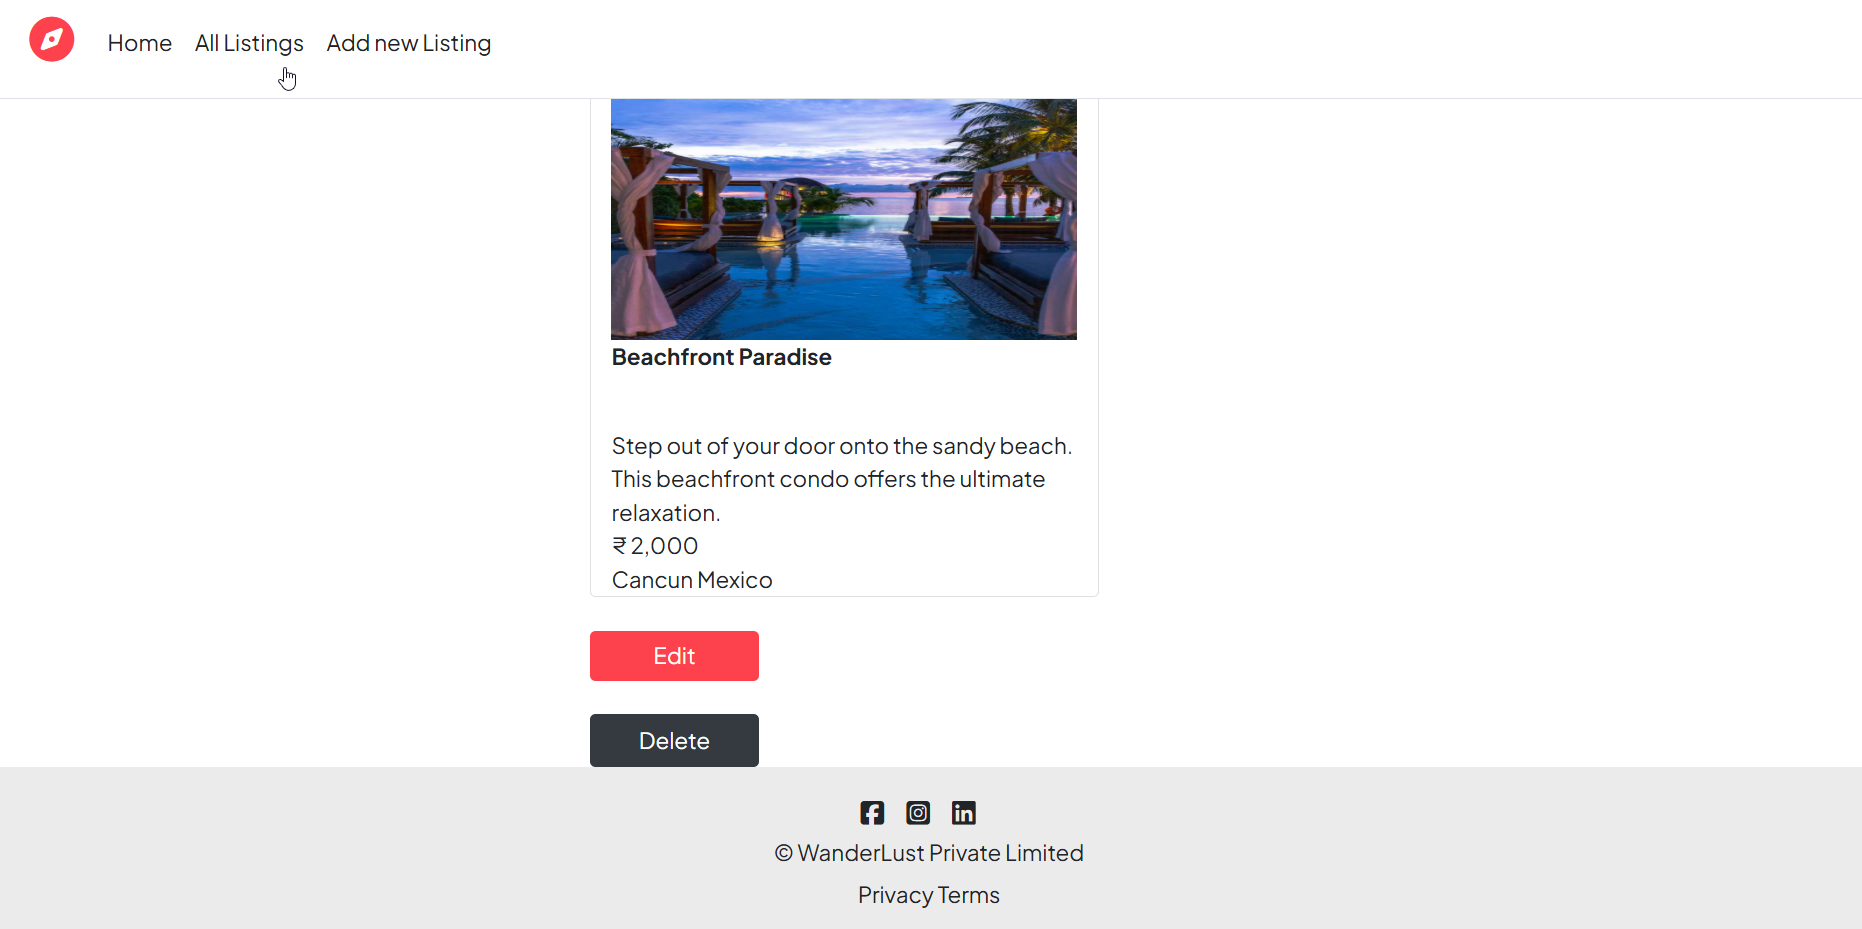 Home All Listings Add new Listing
Beachfront Paradise
Step out of your door onto the sandy beach.
This beachfront condo offers the ultimate
relaxation.
₹ 2,000
Cancun Mexico
Edit
Delete
© WanderLust Private Limited
Privacy Terms